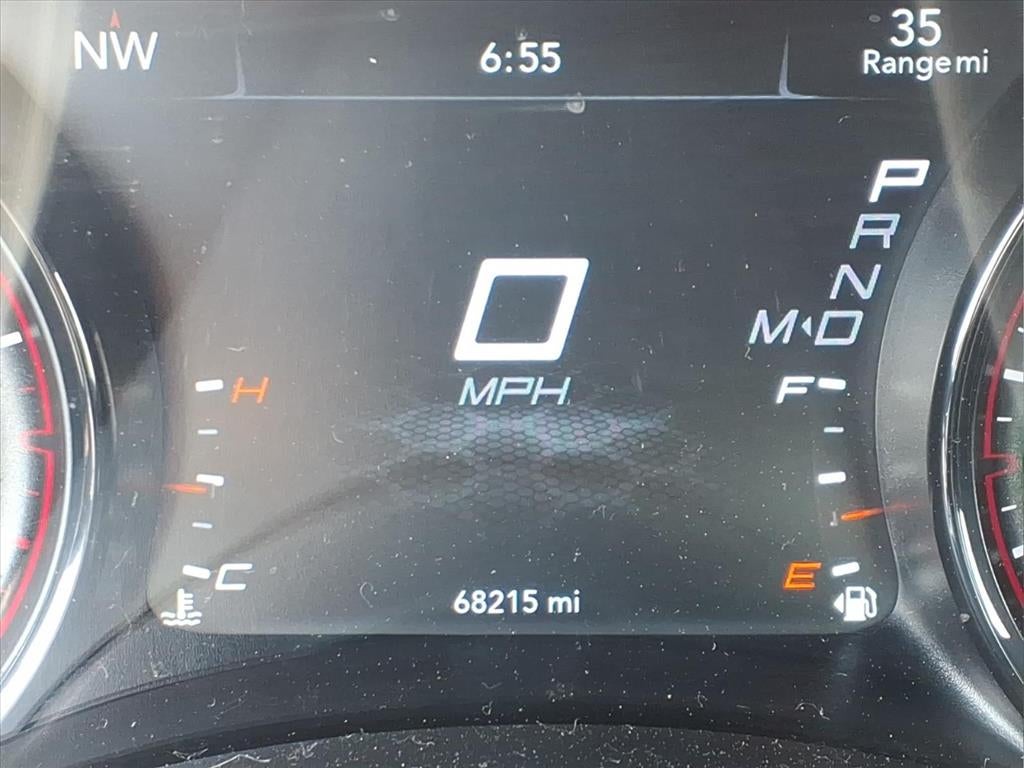 NW 6:55 35
Range mi
P
R
N
M D
0
MPH
H F
C E
68215 mi